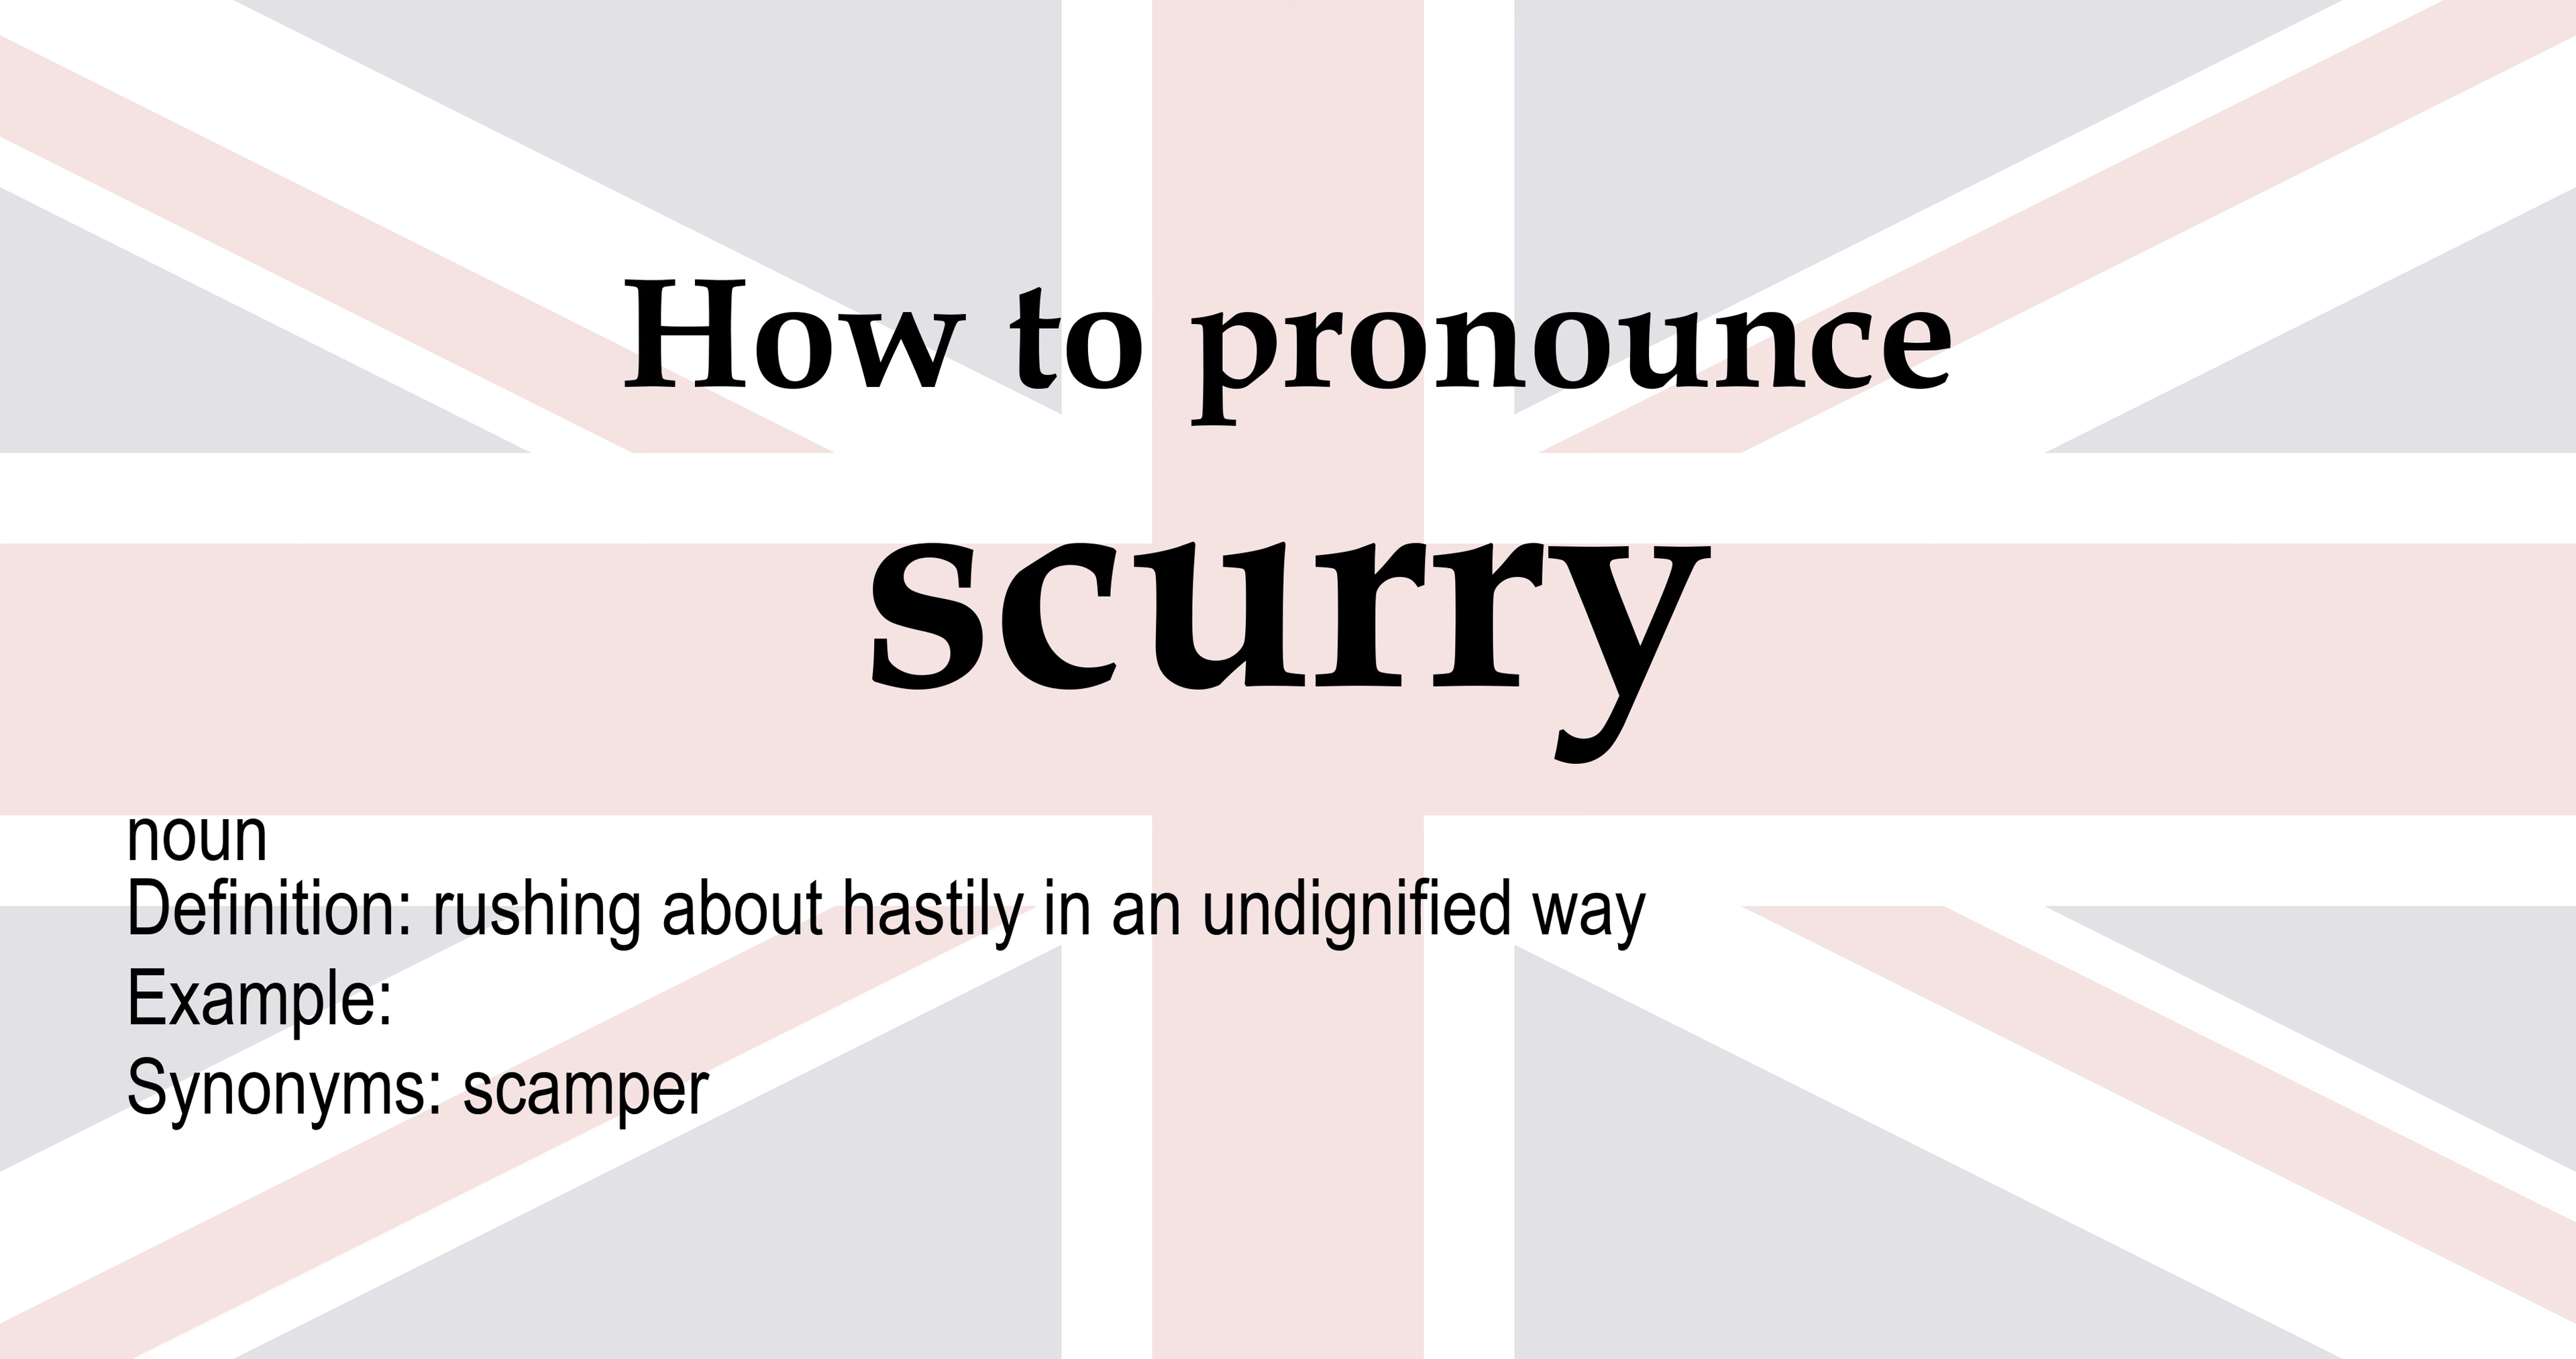 How to pronounce
scurry
noun
Definition: rushing about hastily in an undignified way
Example:
Synonyms: scamper